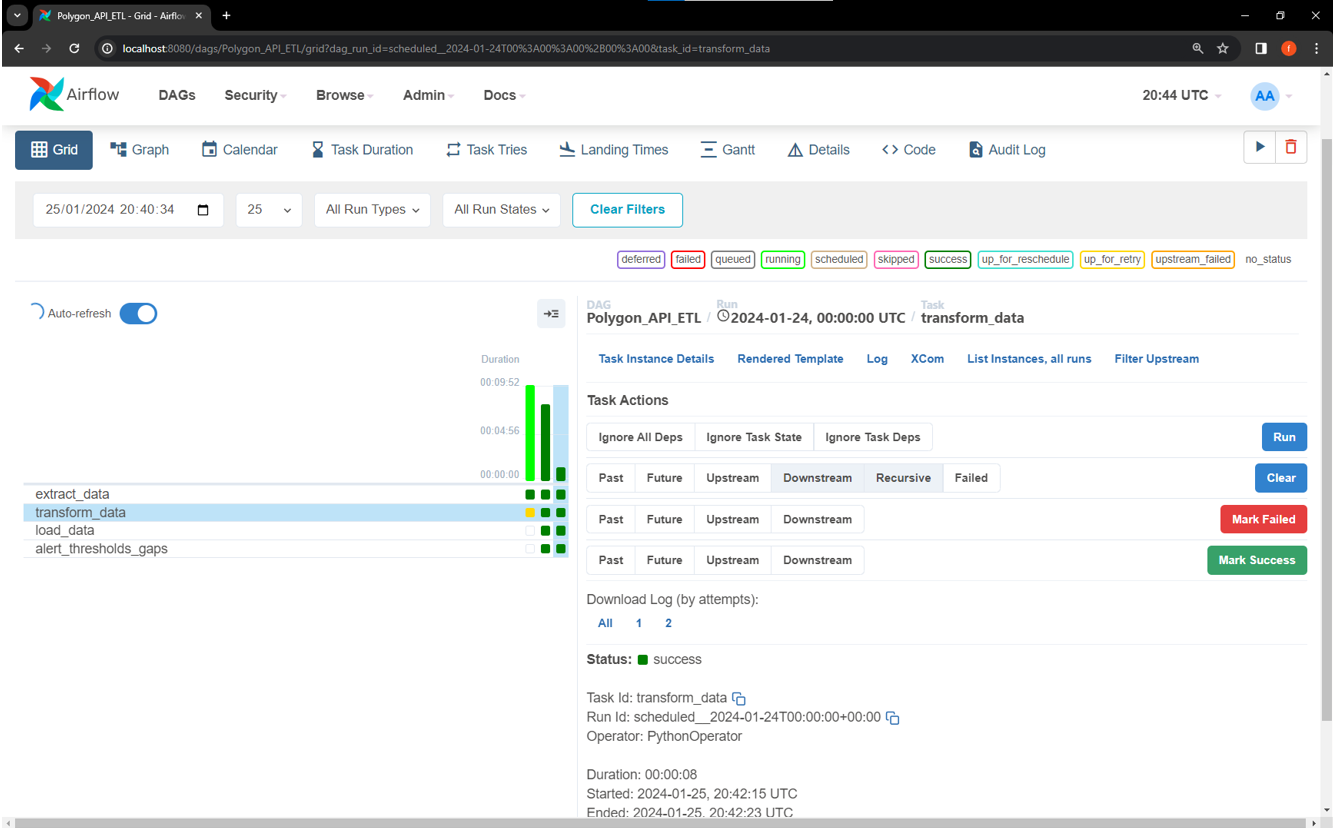 Polygon_API_ETL - Grid - Airflow
localhost:8080/dags/Polygon_API_ETL/grid?dag_run_id=scheduled__2024-01-24T00%3A00%3A00%2B00%3A00&task_id=transform_data
Airflow DAGs Security Browse Admin Docs 20:44 UTC AA
Grid Graph Calendar Task Duration Task Tries Landing Times Gantt Details Code Audit Log
25/01/2024 20:40:34 25 All Run Types All Run States Clear Filters
deferred failed queued running scheduled skipped success up_for_reschedule up_for_retry upstream_failed no_status
Auto-refresh
Duration
00:09:52
00:04:56
00:00:00
extract_data
transform_data
load_data
alert_thresholds_gaps
DAG Run Task
Polygon_API_ETL / 2024-01-24, 00:00:00 UTC / transform_data
Task Instance Details Rendered Template Log XCom List Instances, all runs Filter Upstream
Task Actions
Ignore All Deps Ignore Task State Ignore Task Deps Run
Past Future Upstream Downstream Recursive Failed Clear
Past Future Upstream Downstream Mark Failed
Past Future Upstream Downstream Mark Success
Download Log (by attempts):
All 1 2
Status: success
Task Id: transform_data
Run Id: scheduled__2024-01-24T00:00:00+00:00
Operator: PythonOperator
Duration: 00:00:08
Started: 2024-01-25, 20:42:15 UTC
Ended: 2024-01-25, 20:42:23 UTC